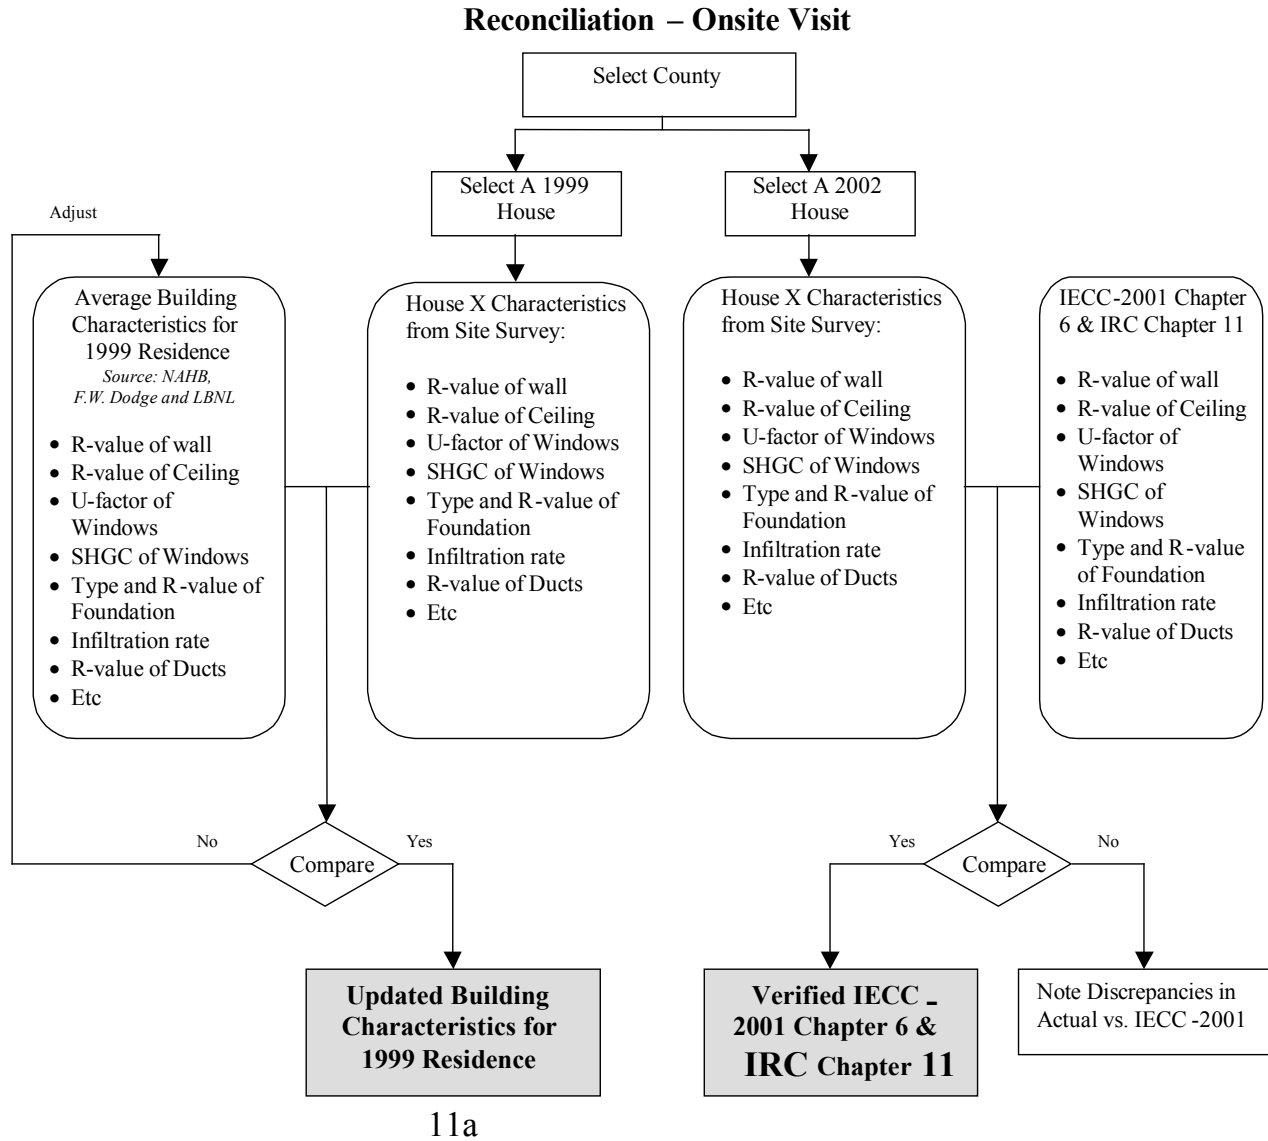 Reconciliation – Onsite Visit
Select County
Select A 1999
House
Select A 2002
House
Adjust
Average Building
Characteristics for
1999 Residence
Source: NAHB,
F.W. Dodge and LBNL
• R-value of wall
• R-value of Ceiling
• U-factor of
Windows
• SHGC of Windows
• Type and R-value of
Foundation
• Infiltration rate
• R-value of Ducts
• Etc
House X Characteristics
from Site Survey:
• R-value of wall
• R-value of Ceiling
• U-factor of Windows
• SHGC of Windows
• Type and R-value of
Foundation
• Infiltration rate
• R-value of Ducts
• Etc
House X Characteristics
from Site Survey:
• R-value of wall
• R-value of Ceiling
• U-factor of Windows
• SHGC of Windows
• Type and R-value of
Foundation
• Infiltration rate
• R-value of Ducts
• Etc
IECC-2001 Chapter
6 & IRC Chapter 11
• R-value of wall
• R-value of Ceiling
• U-factor of
Windows
• SHGC of
Windows
• Type and R-value
of Foundation
• Infiltration rate
• R-value of Ducts
• Etc
No
Compare
Yes
Yes
Compare
No
Updated Building
Characteristics for
1999 Residence
Verified IECC -
2001 Chapter 6 &
IRC Chapter 11
Note Discrepancies in
Actual vs. IECC -2001
11a